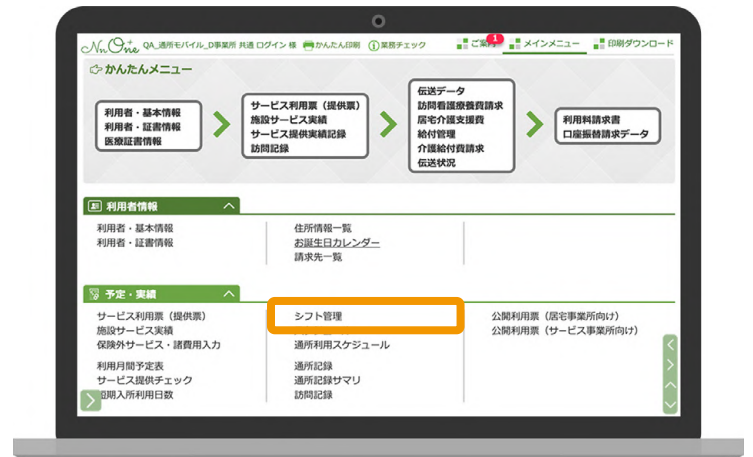 NnOne QA_通所モバイル_D事業所 共通 ログイン 様 かんたん印刷 業務チェック ご案内 1 メインメニュー 印刷ダウンロード
かんたんメニュー
利用者・基本情報
利用者・証書情報
医療証書情報
サービス利用票（提供票）
施設サービス実績
サービス提供実績記録
訪問記録
伝送データ
訪問看護療養費請求
居宅介護支援費
給付管理
介護給付費請求
伝送状況
利用料請求書
口座振替請求データ
利用者情報
利用者・基本情報
利用者・証書情報
住所情報一覧
お誕生日カレンダー
請求先一覧
予定・実績
サービス利用票（提供票）
施設サービス実績
保険外サービス・諸費用入力
利用月間予定表
サービス提供チェック
短期入所利用日数
シフト管理
通所利用スケジュール
通所記録
通所記録サマリ
訪問記録
公開利用票（居宅事業所向け）
公開利用票（サービス事業所向け）